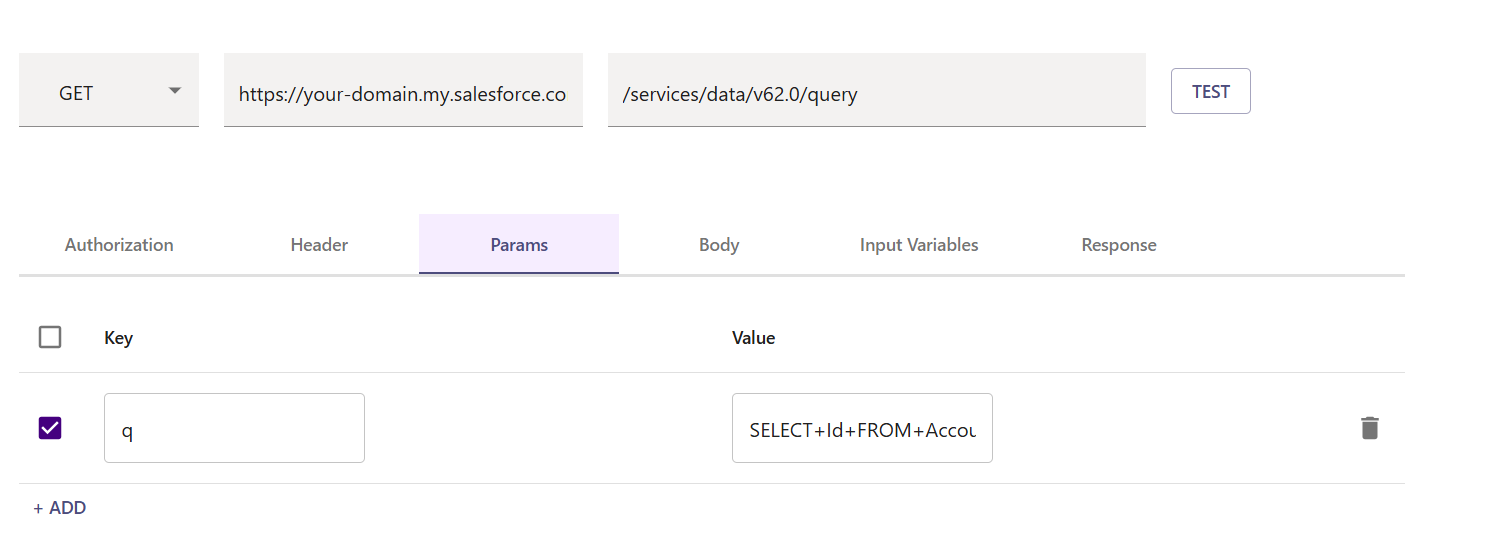 GET https://your-domain.my.salesforce.co /services/data/v62.0/query TEST
Authorization Header Params Body Input Variables Response
Key Value
q SELECT+Id+FROM+Accou
+ ADD